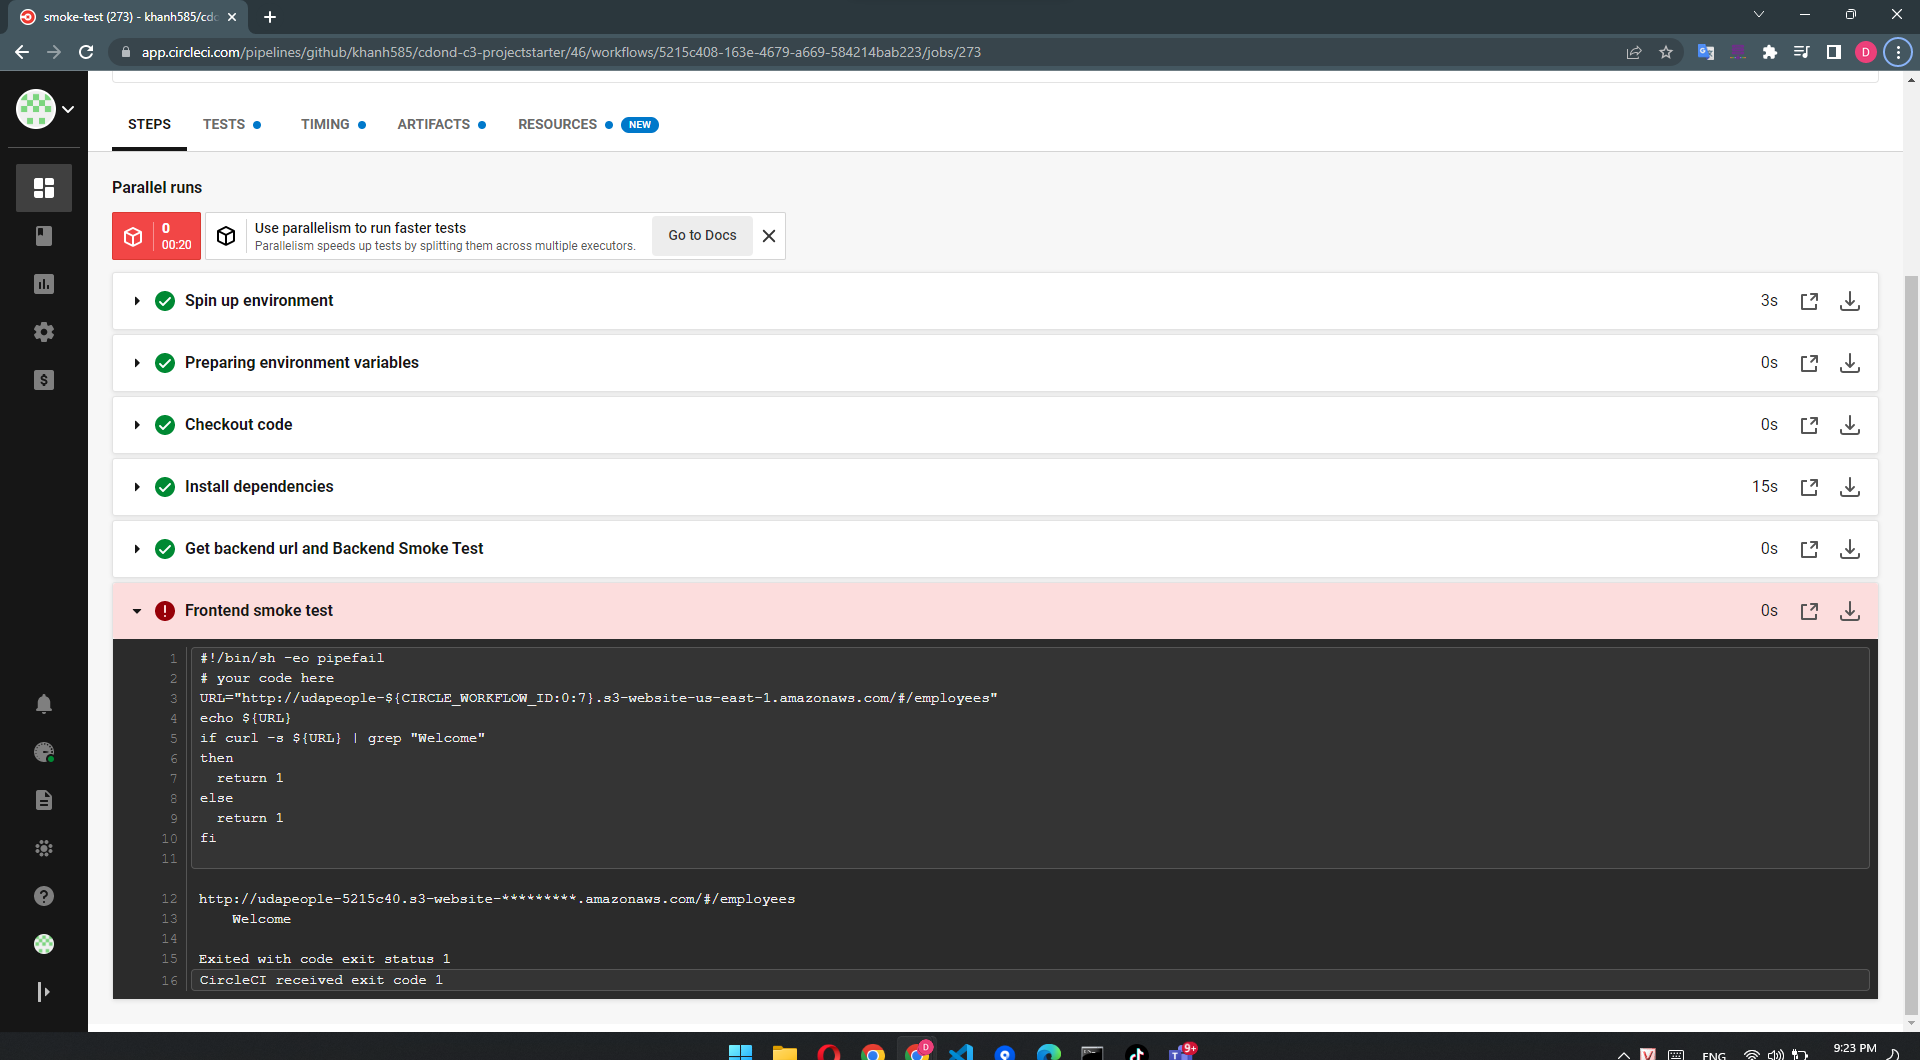 smoke-test (273) - khanh585/cdo
app.circleci.com/pipelines/github/khanh585/cdond-c3-projectstarter/46/workflows/5215c408-163e-4679-a669-584214bab223/jobs/273
D
STEPS
TESTS
TIMING
ARTIFACTS
RESOURCES
NEW
Parallel runs
0
00:20
Use parallelism to run faster tests
Parallelism speeds up tests by splitting them across multiple executors.
Go to Docs
Spin up environment
3s
Preparing environment variables
0s
Checkout code
0s
Install dependencies
15s
Get backend url and Backend Smoke Test
0s
Frontend smoke test
0s
1 #!/bin/sh -eo pipefail
2 # your code here
3 URL="http://udapeople-${CIRCLE_WORKFLOW_ID:0:7}.s3-website-us-east-1.amazonaws.com/#/employees"
4 echo ${URL}
5 if curl -s ${URL} | grep "Welcome"
6 then
7 return 1
8 else
9 return 1
10 fi
11
12 http://udapeople-5215c40.s3-website-*********.amazonaws.com/#/employees
13 Welcome
14
15 Exited with code exit status 1
16 CircleCI received exit code 1
D
9+
V
ENG
9:23 PM